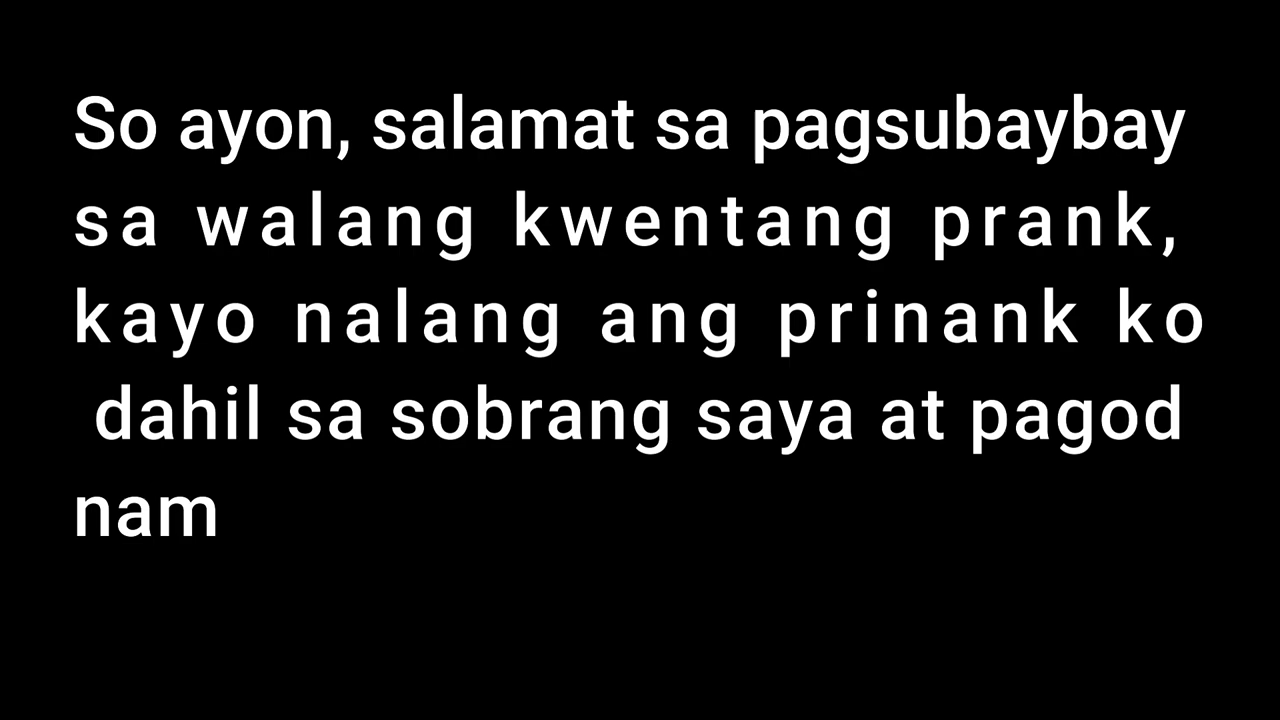 So ayon, salamat sa pagsubaybay
sa walang kwentang prank,
kayo nalang ang prinank ko
dahil sa sobrang saya at pagod
nam